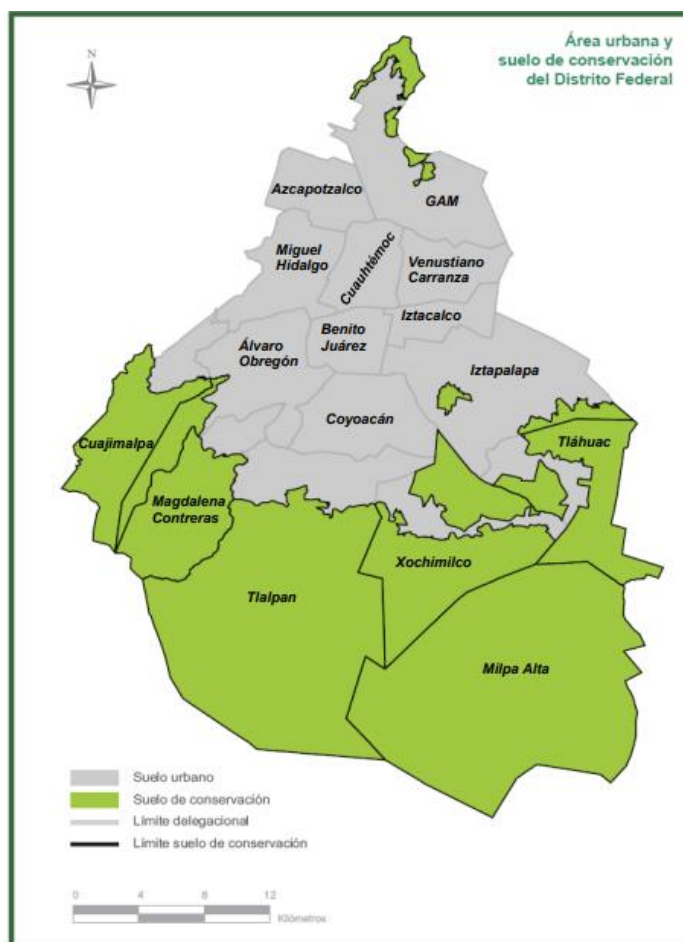 Área urbana y
suelo de conservación
del Distrito Federal
N
Azcapotzalco
GAM
Miguel
Hidalgo
Cuauhtémoc
Venustiano
Carranza
Iztacalco
Benito
Juárez
Álvaro
Obregón
Iztapalapa
Coyoacán
Cuajimalpa
Tláhuac
Magdalena
Contreras
Xochimilco
Tlalpan
Milpa Alta
Suelo urbano
Suelo de conservación
Límite delegacional
Límite suelo de conservación
0 4 8 12
Kilómetros